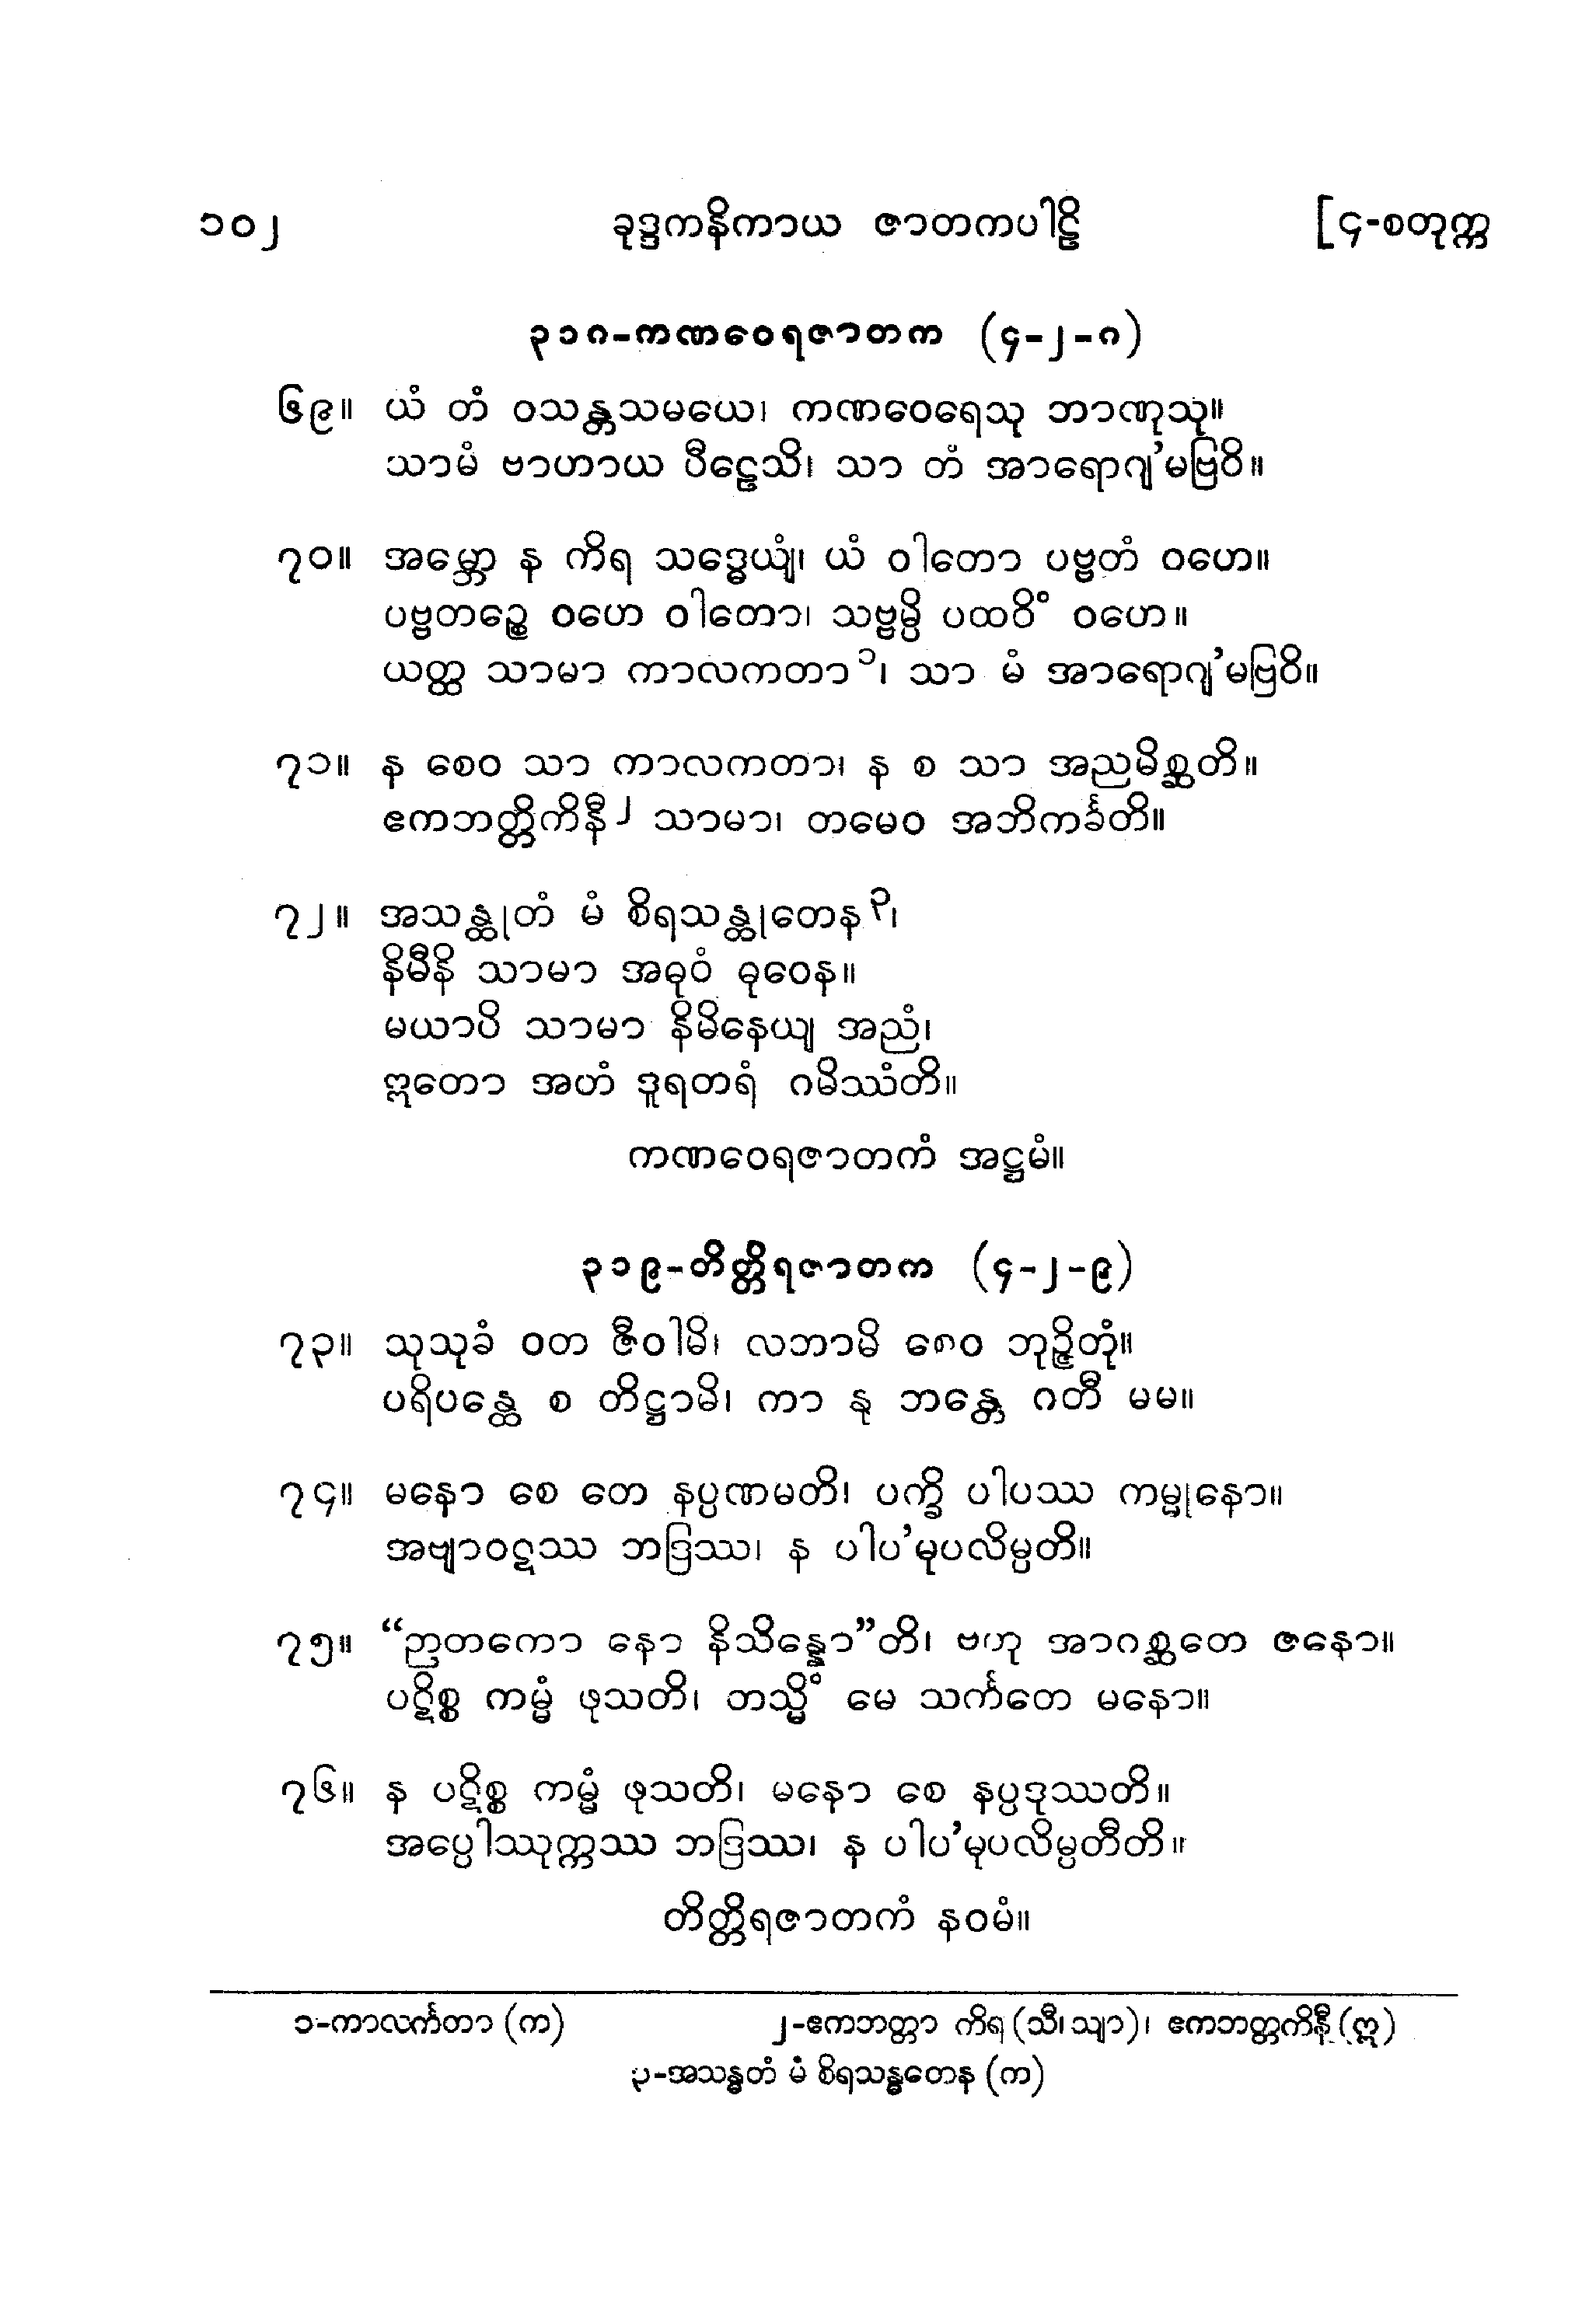 ၁၀၂ ခုဒ္ဒကနိကာယ ဇာတကပါဠိ [၄-စတုက္က
၃၁၈-ကဏဝေရဇာတက (၄-၂-၈)
၆၉။ ယံ တံ ဝသန္တသမယေ၊ ကဏဝေရေသု ဘာဏုသု။
သာမံ ဗာဟာယ ပီဠေသိ၊ သာ တံ အာရောဂျ’မဗြဝိ။
၇၀။ အမ္ဘော န ကိရ သဒ္ဓေယျံ၊ ယံ ဝါတော ပဗ္ဗတံ ဝဟေ။
ပဗ္ဗတဉ္စေ ဝဟေ ဝါတော၊ သဗ္ဗမ္ပိ ပထဝိံ ဝဟေ။
ယတ္ထ သာမာ ကာလကတာ၁၊ သာ မံ အာရောဂျ’မဗြဝိ။
၇၁။ န စေဝ သာ ကာလကတာ၊ န စ သာ အညမိစ္ဆတိ။
ဧကဘတ္တိကိနီ၂ သာမာ၊ တမေဝ အဘိကင်္ခတိ။
၇၂။ အသန္ထုတံ မံ စိရသန္ထုတေန၃၊
နိမီနိ သာမာ အဓုဝံ ဓုဝေန။
မယာပိ သာမာ နိမိနေယျ အညံ၊
ဣတော အဟံ ဒူရတရံ ဂမိဿံတိ။
ကဏဝေရဇာတကံ အဋ္ဌမံ။
၃၁၉-တိတ္တိရဇာတက (၄-၂-၉)
၇၃။ သုသုခံ ဝတ ဇီဝါမိ၊ လဘာမိ စေဝ ဘုဉ္ဇိတုံ။
ပရိပန္ထေ စ တိဋ္ဌာမိ၊ ကာ နု ဘန္တေ ဂတီ မမ။
၇၄။ မနော စေ တေ နပ္ပဏမတိ၊ ပက္ခိ ပါပဿ ကမ္မုနော။
အဗျာဝဋဿ ဘဒြဿ၊ န ပါပ’မုပလိမ္ပတိ။
၇၅။ “ဉာတကော နော နိသိန္နော”တိ၊ ဗဟု အာဂစ္ဆတေ ဇနော။
ပဋိစ္စ ကမ္မံ ဖုသတိ၊ တသ္မိံ မေ သင်္ကတေ မနော။
၇၆။ န ပဋိစ္စ ကမ္မံ ဖုသတိ၊ မနော စေ နပ္ပဒုဿတိ။
အပ္ပေါဿုက္ကဿ ဘဒြဿ၊ န ပါပ’မုပလိမ္ပတီတိ။
တိတ္တိရဇာတကံ နဝမံ။
၁-ကာလင်္ကတာ (က) ၂-ဧကဘတ္တာ ကိရ (သီ၊သျာ)၊ ဧကဘတ္တကိနီ (ဣ)
၃-အသန္ဓတံ မံ စိရသန္ဓတေန (က)